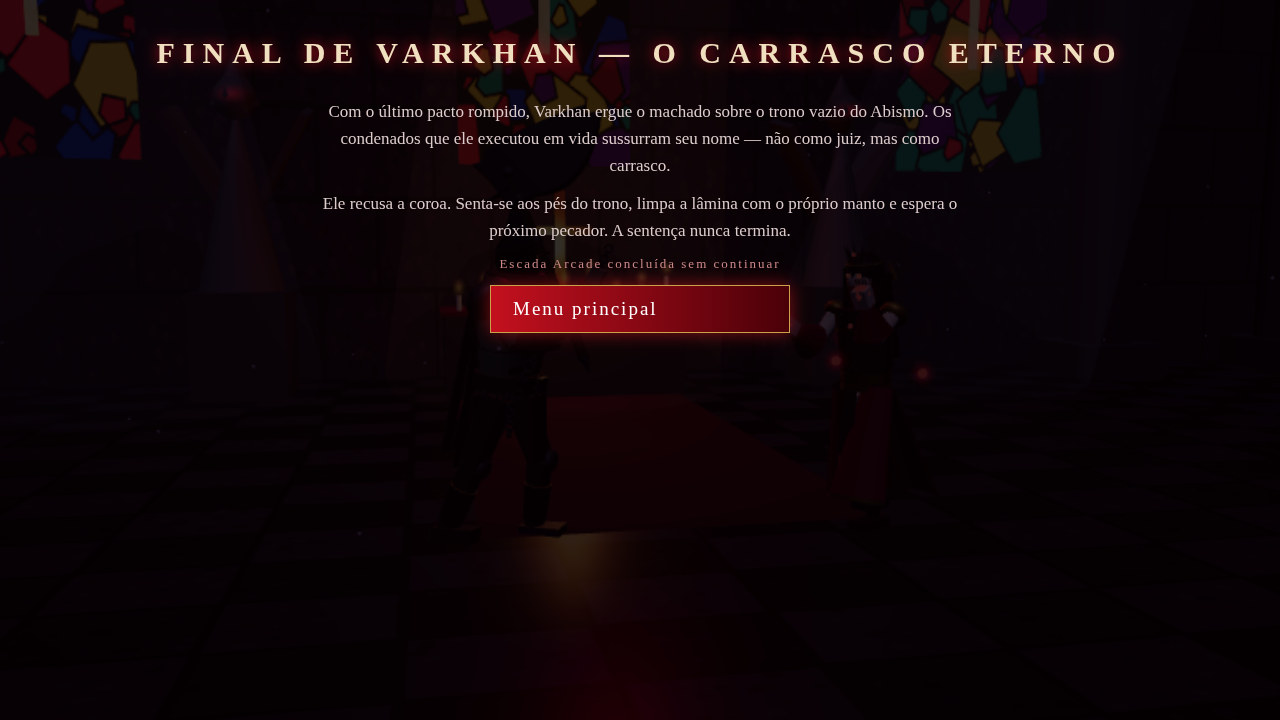 FINAL DE VARKHAN — O CARRASCO ETERNO
Com o último pacto rompido, Varkhan ergue o machado sobre o trono vazio do Abismo. Os
condenados que ele executou em vida sussurram seu nome — não como juiz, mas como
carrasco.
Ele recusa a coroa. Senta-se aos pés do trono, limpa a lâmina com o próprio manto e espera o
próximo pecador. A sentença nunca termina.
Escada Arcade concluída sem continuar
Menu principal